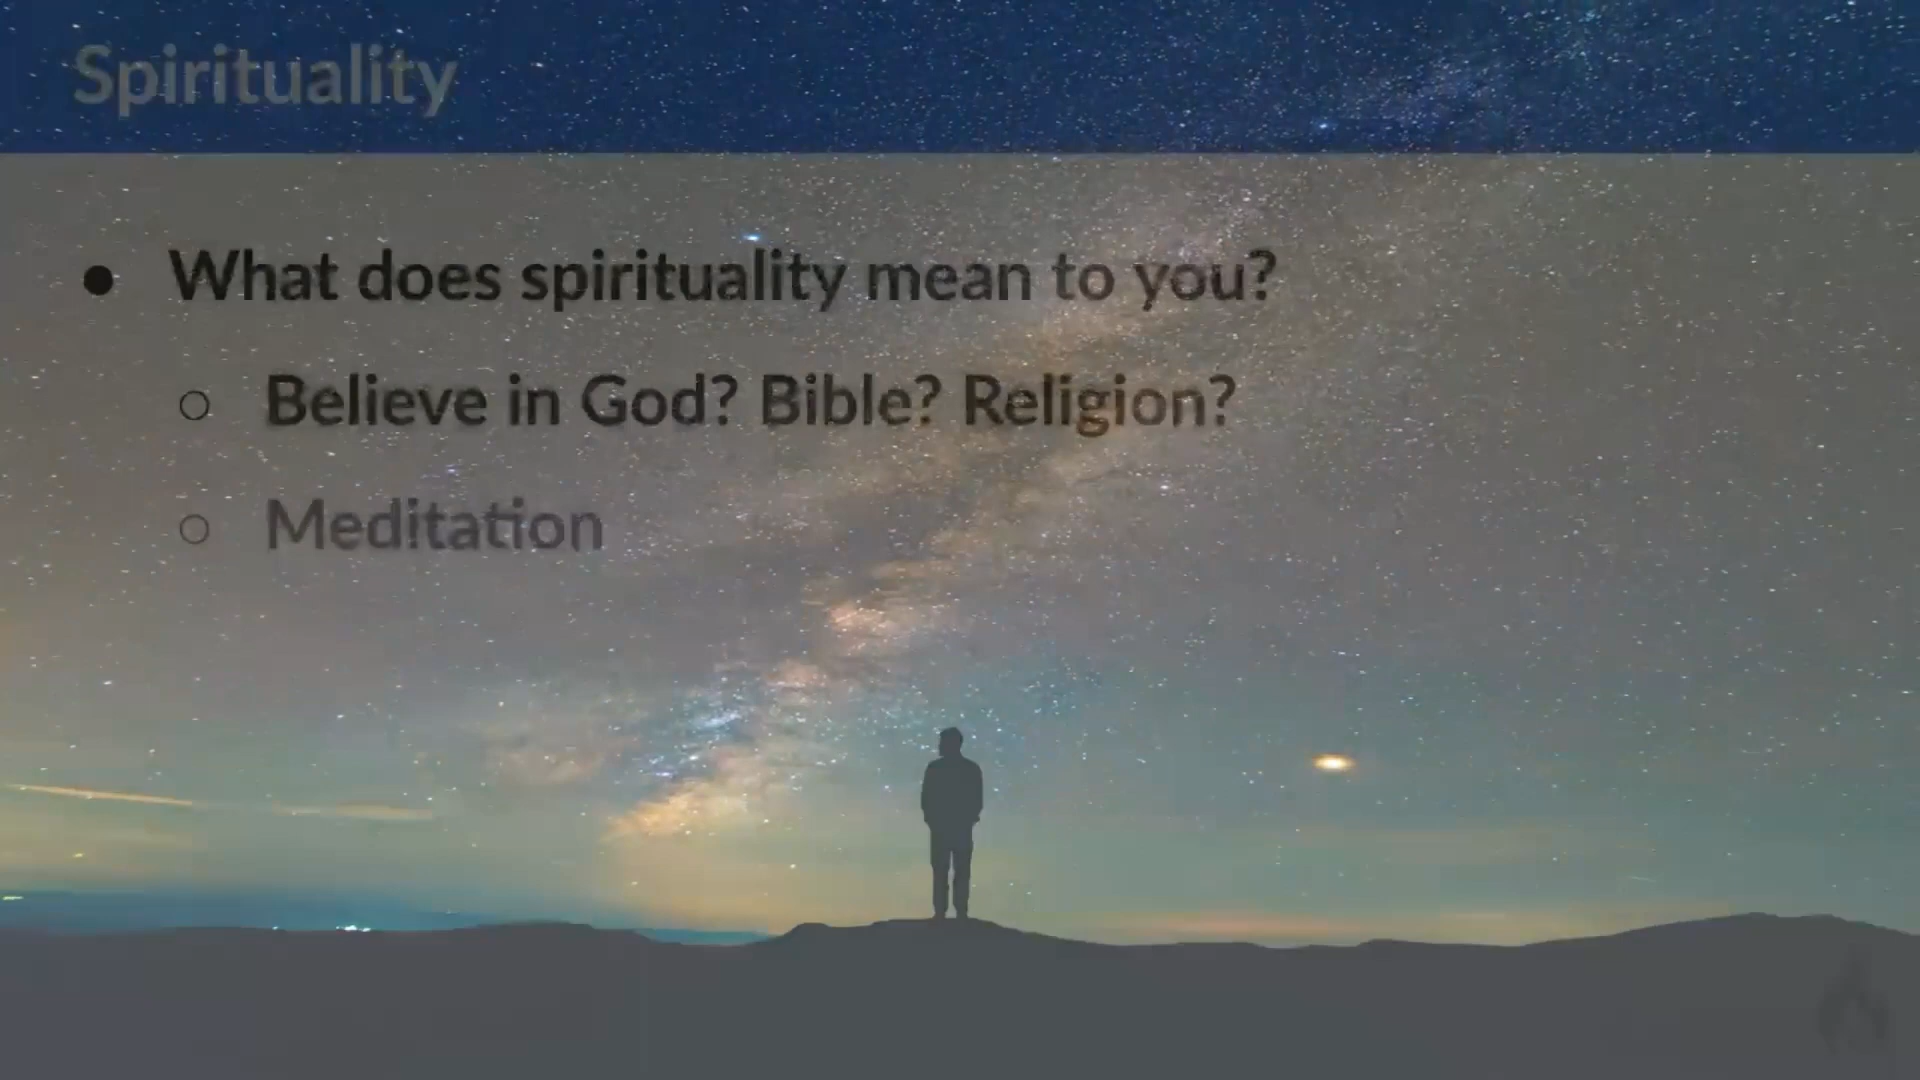 Spirituality
● What does spirituality mean to you?
○ Believe in God? Bible? Religion?
○ Meditation